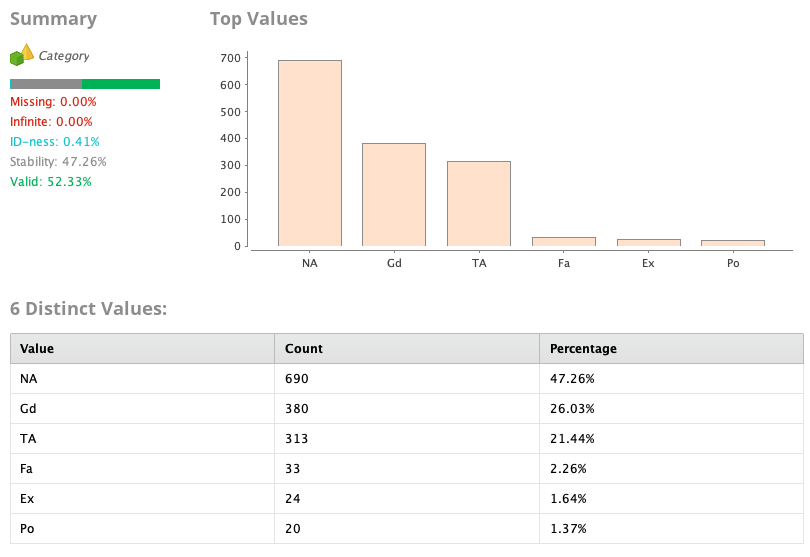 Summary
Category
Missing: 0.00%
Infinite: 0.00%
ID-ness: 0.41%
Stability: 47.26%
Valid: 52.33%
Top Values
700
600
500
400
300
200
100
0
NA Gd TA Fa Ex Po
6 Distinct Values:
Value Count Percentage
NA 690 47.26%
Gd 380 26.03%
TA 313 21.44%
Fa 33 2.26%
Ex 24 1.64%
Po 20 1.37%